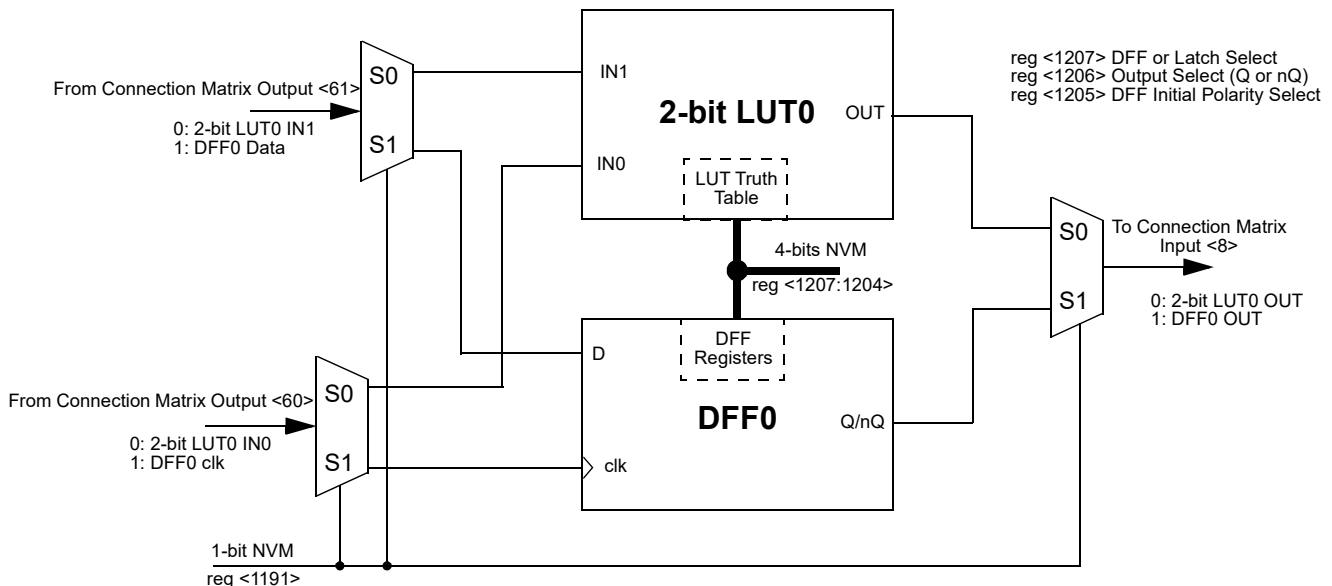 S0
S1
From Connection Matrix Output <61>
0: 2-bit LUT0 IN1
1: DFF0 Data
IN1
IN0
2-bit LUT0
OUT
LUT Truth
Table
reg <1207> DFF or Latch Select
reg <1206> Output Select (Q or nQ)
reg <1205> DFF Initial Polarity Select
4-bits NVM
reg <1207:1204>
S0
S1
To Connection Matrix
Input <8>
0: 2-bit LUT0 OUT
1: DFF0 OUT
DFF
Registers
D
DFF0
Q/nQ
clk
From Connection Matrix Output <60>
0: 2-bit LUT0 IN0
1: DFF0 clk
S0
S1
1-bit NVM
reg <1191>